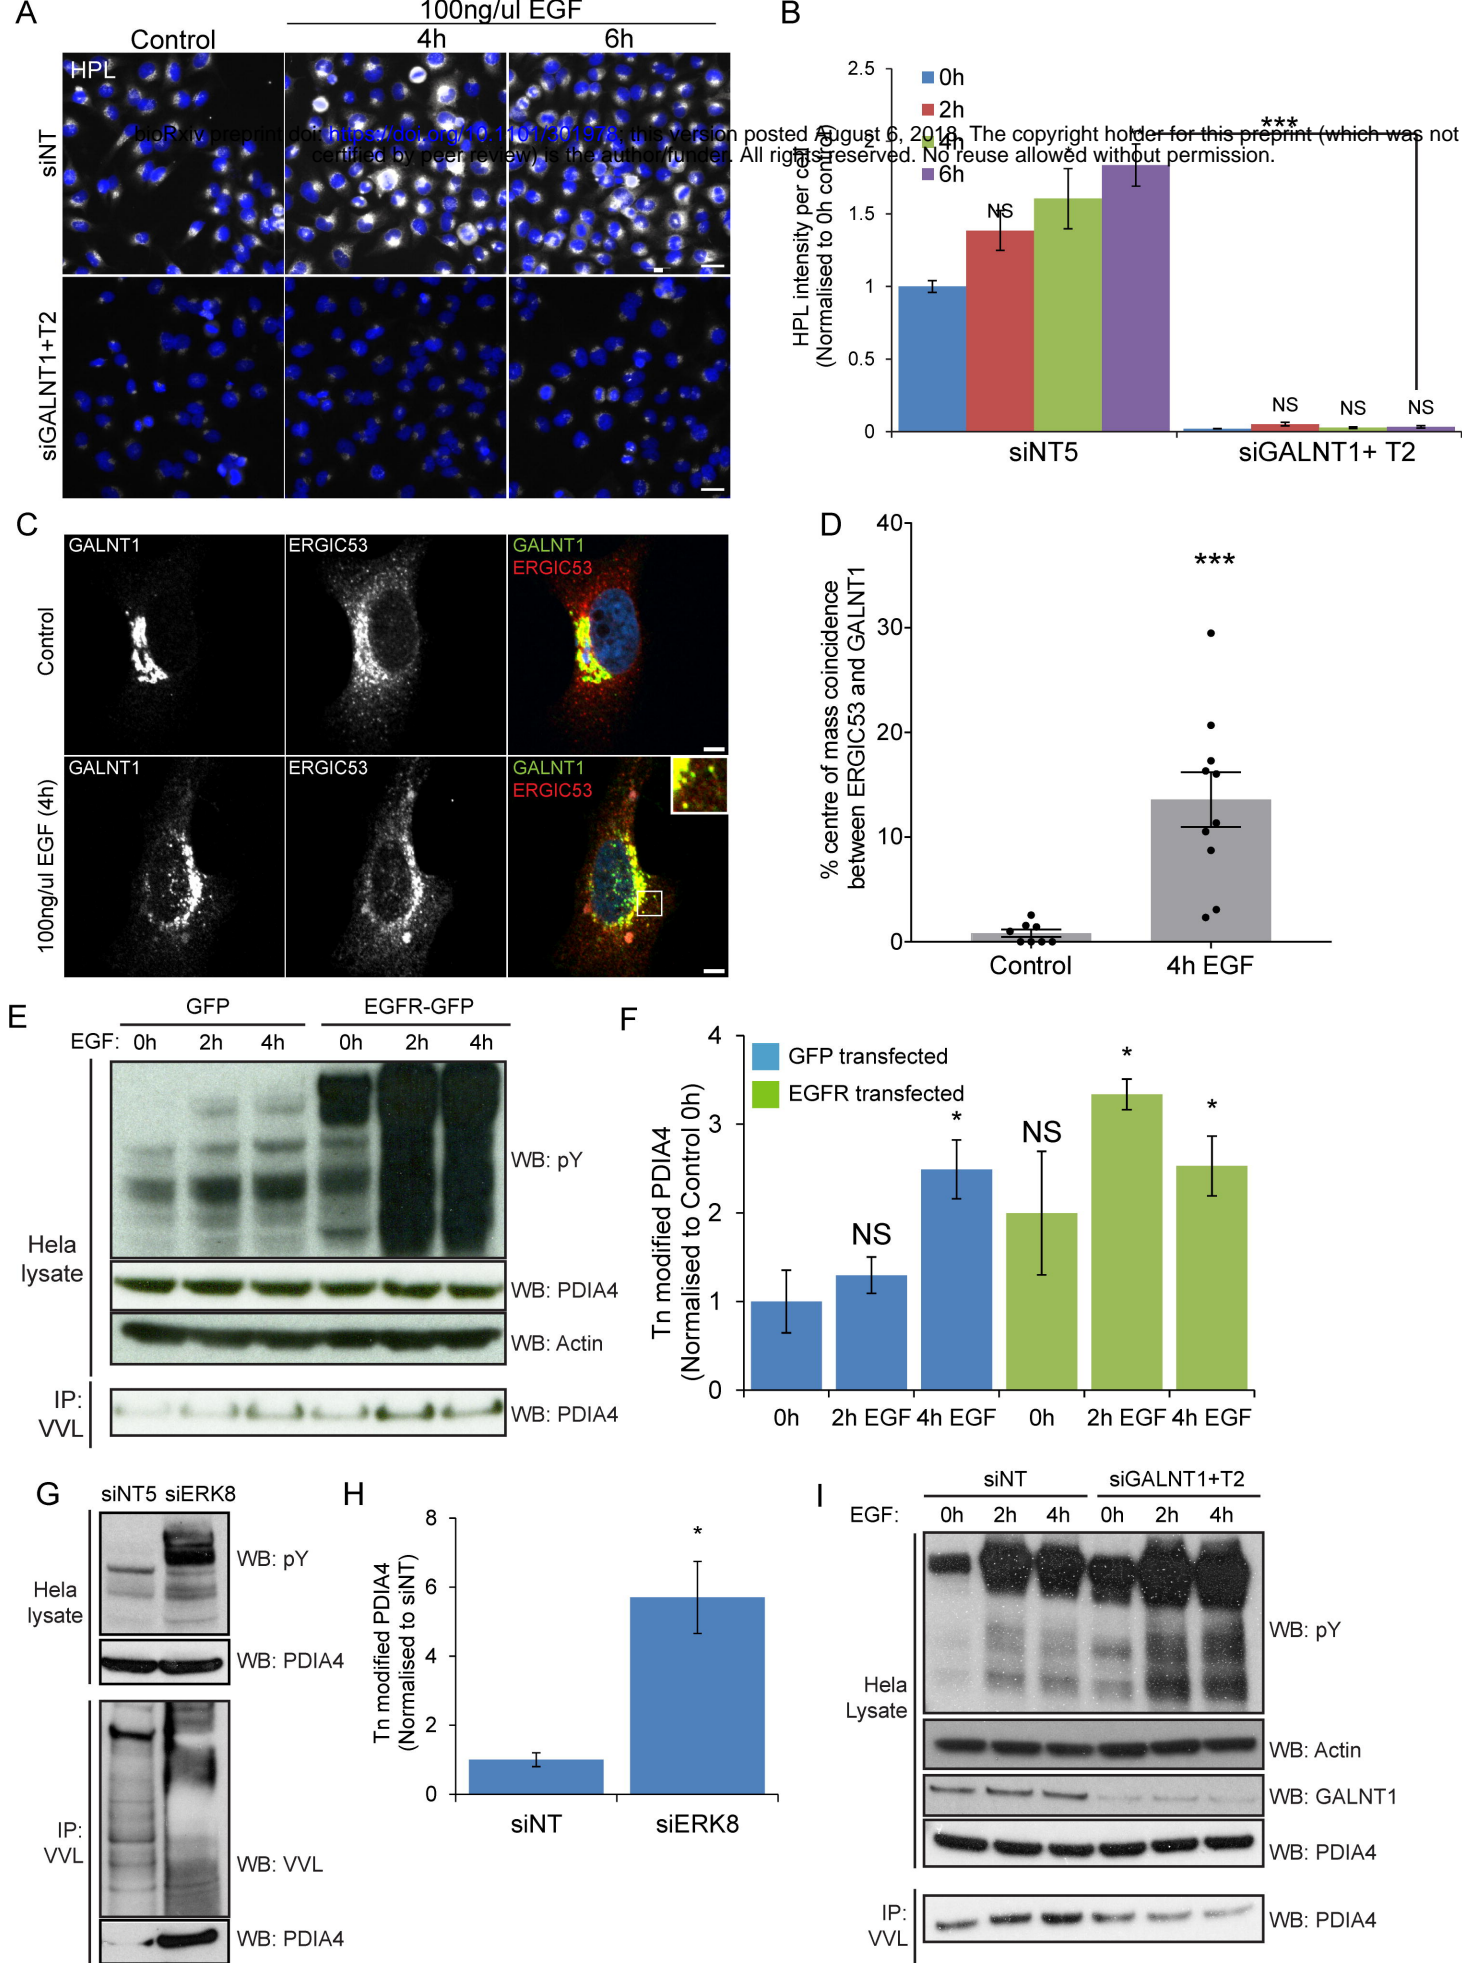 A
100ng/ul EGF
Control
4h
6h
HPL
siNT
siGALNT1+T2
bioRxiv preprint doi: https://doi.org/10.1101/301978; this version posted August 6, 2018. The copyright holder for this preprint (which was not
certified by peer review) is the author/funder. All rights reserved. No reuse allowed without permission.
B
HPL intensity per cell
(Normalised to 0h control)
2.5
2
1.5
1
0.5
0
0h
2h
4h
6h
NS
*
**
***
NS
NS
NS
siNT5
siGALNT1+ T2
C
GALNT1
ERGIC53
GALNT1
ERGIC53
Control
GALNT1
ERGIC53
GALNT1
ERGIC53
100ng/ul EGF (4h)
D
% centre of mass coincidence
between ERGIC53 and GALNT1
40
30
20
10
0
***
Control
4h EGF
E
GFP
EGFR-GFP
EGF:
0h
2h
4h
0h
2h
4h
Hela
lysate
WB: pY
WB: PDIA4
WB: Actin
IP:
VVL
WB: PDIA4
F
Tn modified PDIA4
(Normalised to Control 0h)
4
3
2
1
0
GFP transfected
EGFR transfected
NS
*
NS
*
*
0h
2h EGF
4h EGF
0h
2h EGF
4h EGF
G
siNT5 siERK8
Hela
lysate
WB: pY
WB: PDIA4
IP:
VVL
WB: VVL
WB: PDIA4
H
Tn modified PDIA4
(Normalised to siNT)
8
6
4
2
0
*
siNT
siERK8
I
siNT
siGALNT1+T2
EGF:
0h
2h
4h
0h
2h
4h
Hela
Lysate
WB: pY
WB: Actin
WB: GALNT1
WB: PDIA4
IP:
VVL
WB: PDIA4